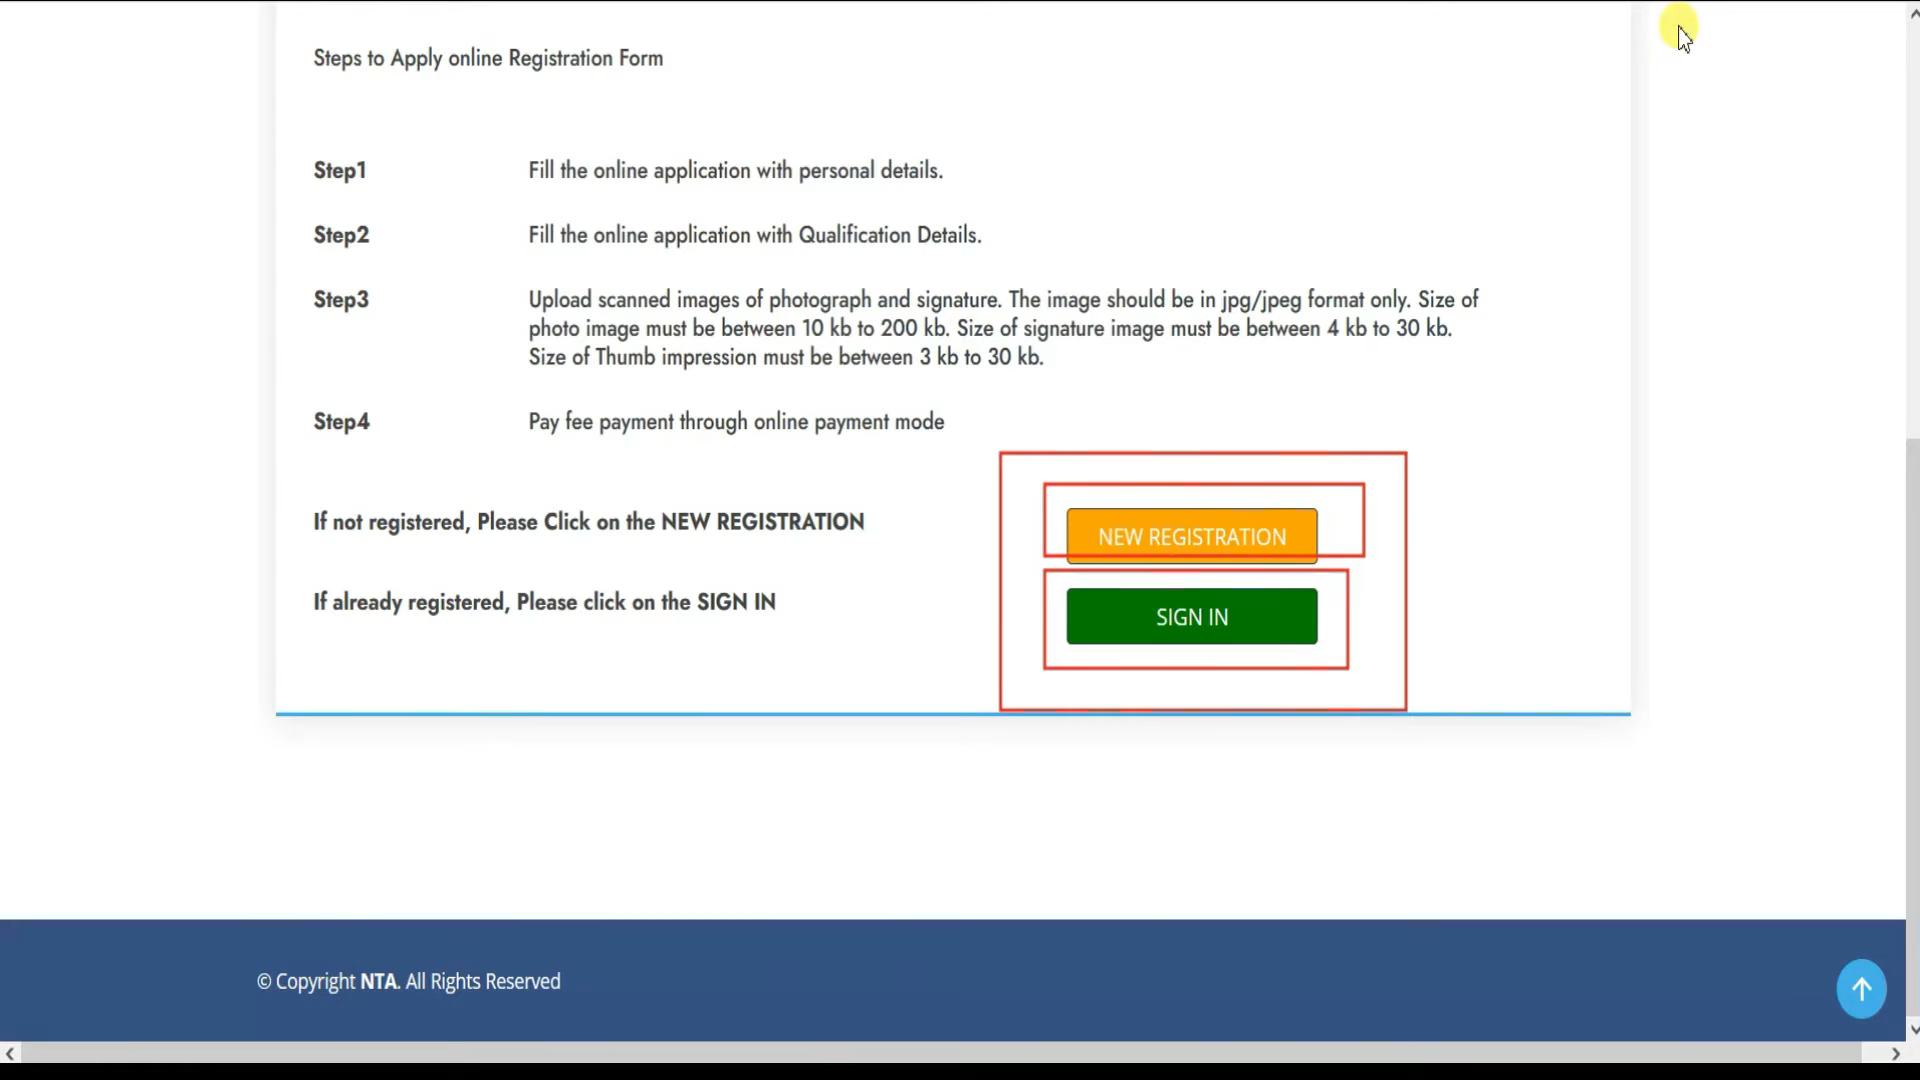 Steps to Apply online Registration Form
Step1 Fill the online application with personal details.
Step2 Fill the online application with Qualification Details.
Step3 Upload scanned images of photograph and signature. The image should be in jpg/jpeg format only. Size of
photo image must be between 10 kb to 200 kb. Size of signature image must be between 4 kb to 30 kb.
Size of Thumb impression must be between 3 kb to 30 kb.
Step4 Pay fee payment through online payment mode
If not registered, Please Click on the NEW REGISTRATION
NEW REGISTRATION
If already registered, Please click on the SIGN IN
SIGN IN
© Copyright NTA. All Rights Reserved